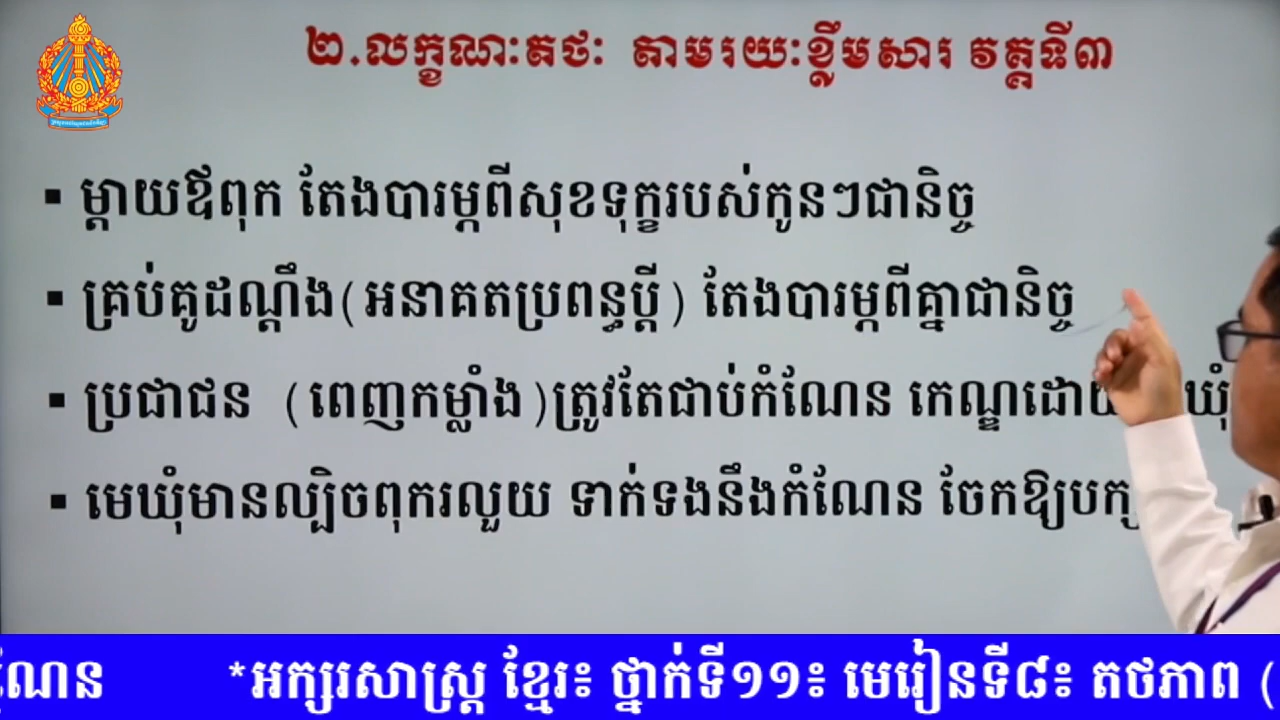 ២.លក្ខណៈតថៈ តាមរយៈខ្លឹមសារ វគ្គទី៣
▪ ម្តាយឪពុក តែងបារម្ភពីសុខទុក្ខរបស់កូនៗជានិច្ច
▪ គ្រប់គូដណ្តឹង(អនាគតប្រពន្ធប្តី) តែងបារម្ភពីគ្នាជានិច្ច
▪ ប្រជាជន (ពេញកម្លាំង)ត្រូវតែជាប់កំណែន កេណ្ឌដោយ ឃុំ
▪ មេឃុំមានល្បិចពុករលួយ ទាក់ទងនឹងកំណែន ចែកឱ្យបក្ស
ណែន *អក្សរសាស្ត្រ ខ្មែរ៖ ថ្នាក់ទី១១៖ មេរៀនទី៨៖ តថភាព (